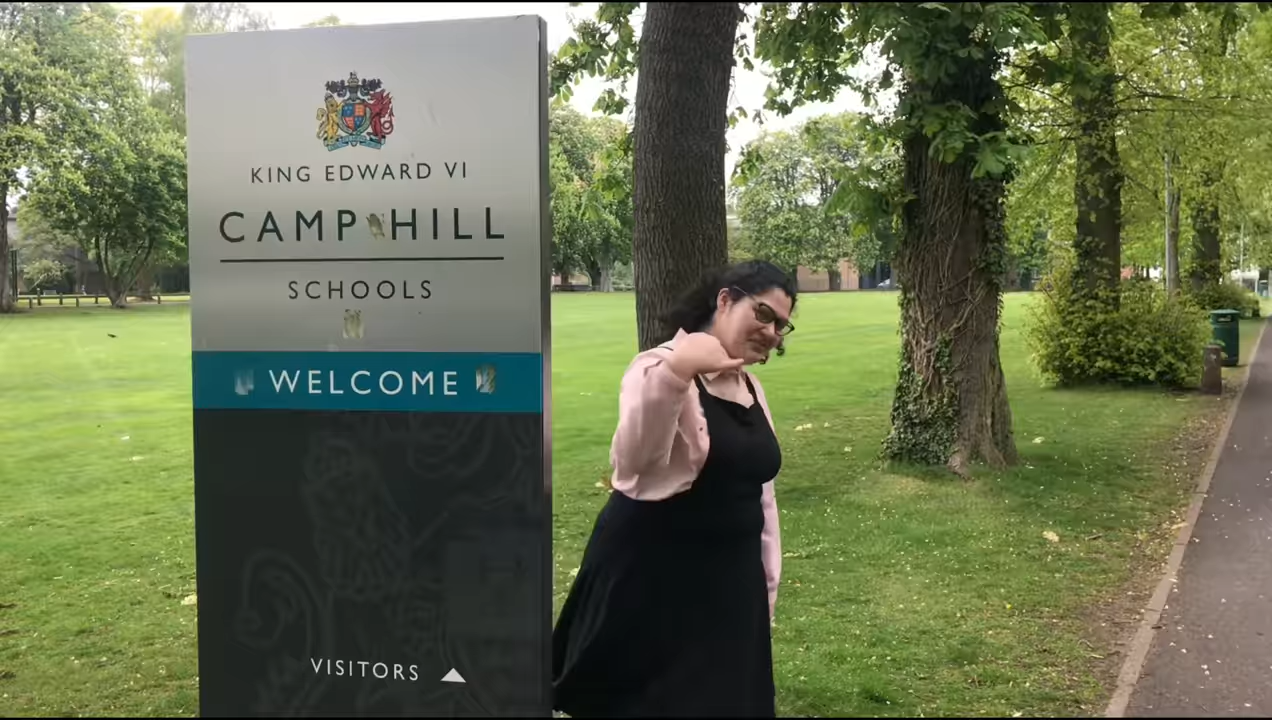 KING EDWARD VI
CAMP HILL
SCHOOLS
WELCOME
VISITORS